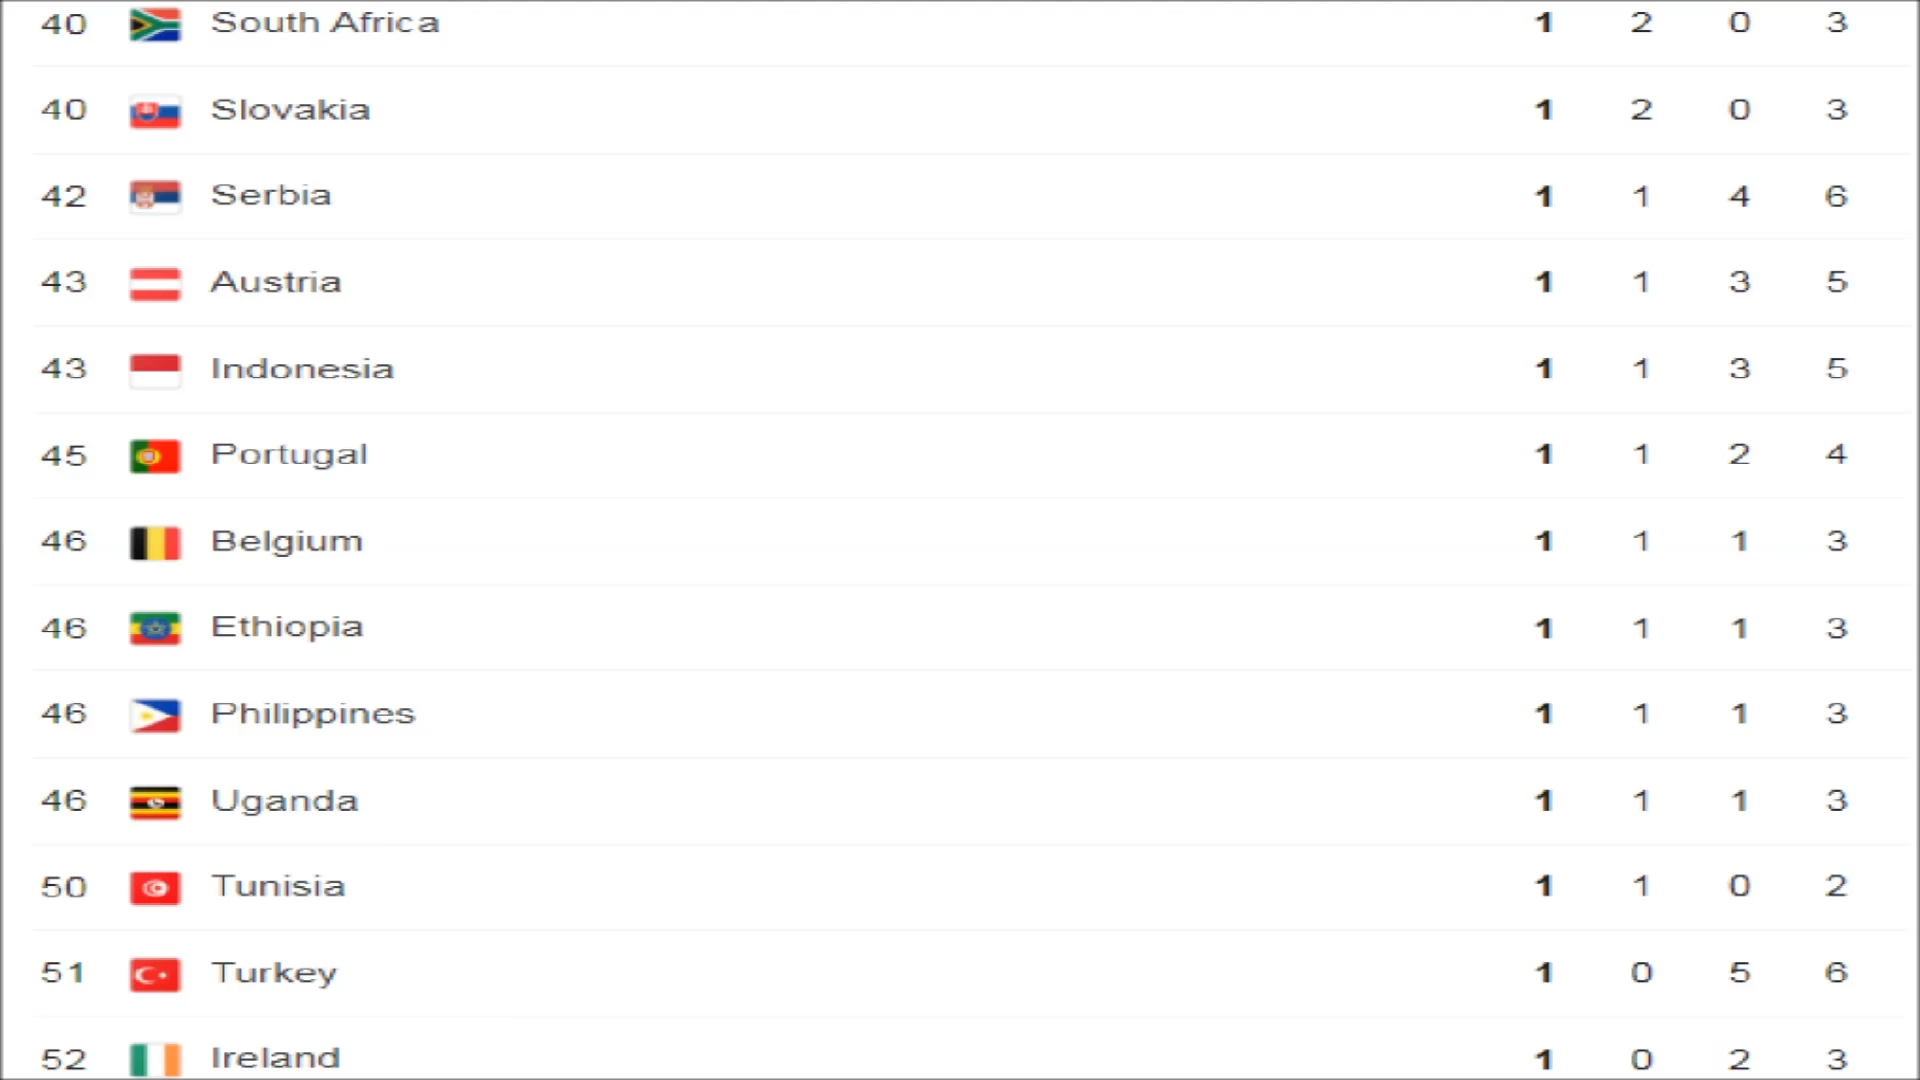 40 South Africa 1 2 0 3
40 Slovakia 1 2 0 3
42 Serbia 1 1 4 6
43 Austria 1 1 3 5
43 Indonesia 1 1 3 5
45 Portugal 1 1 2 4
46 Belgium 1 1 1 3
46 Ethiopia 1 1 1 3
46 Philippines 1 1 1 3
46 Uganda 1 1 1 3
50 Tunisia 1 1 0 2
51 Turkey 1 0 5 6
52 Ireland 1 0 2 3